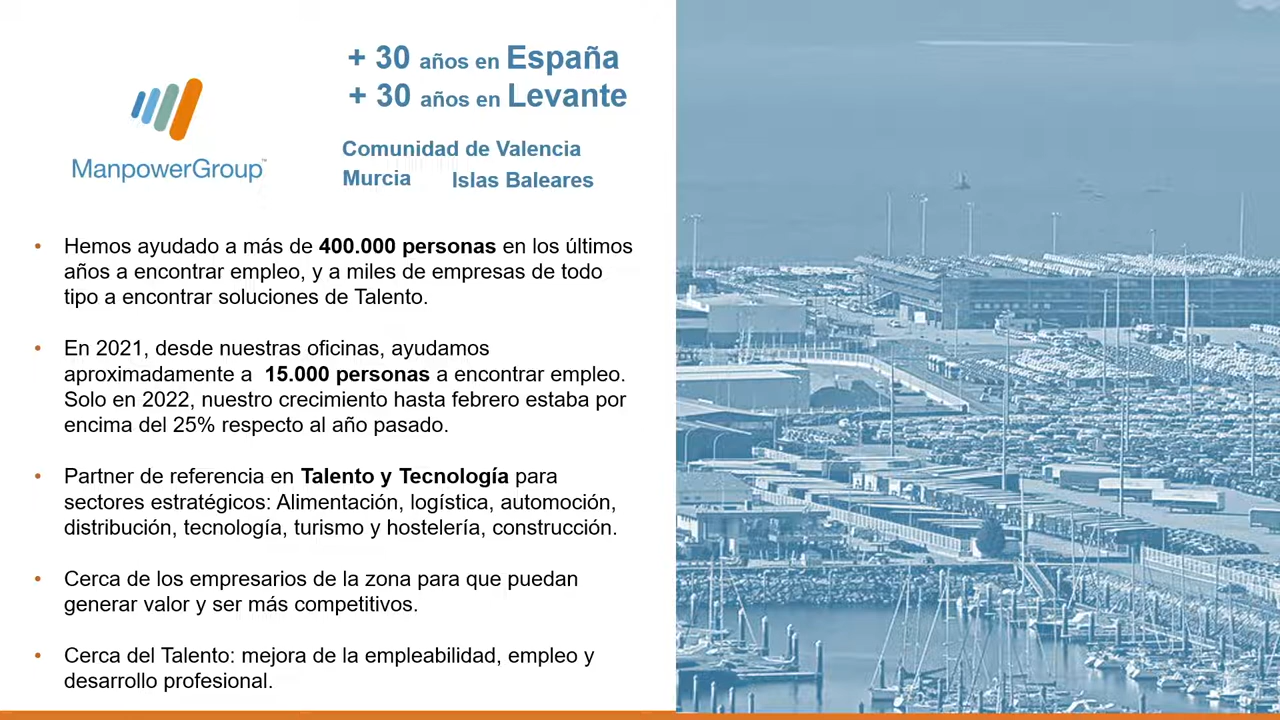 + 30 años en España
+ 30 años en Levante
ManpowerGroup™
Comunidad de Valencia
Murcia Islas Baleares
• Hemos ayudado a más de 400.000 personas en los últimos
años a encontrar empleo, y a miles de empresas de todo
tipo a encontrar soluciones de Talento.
• En 2021, desde nuestras oficinas, ayudamos
aproximadamente a 15.000 personas a encontrar empleo.
Solo en 2022, nuestro crecimiento hasta febrero estaba por
encima del 25% respecto al año pasado.
• Partner de referencia en Talento y Tecnología para
sectores estratégicos: Alimentación, logística, automoción,
distribución, tecnología, turismo y hostelería, construcción.
• Cerca de los empresarios de la zona para que puedan
generar valor y ser más competitivos.
• Cerca del Talento: mejora de la empleabilidad, empleo y
desarrollo profesional.